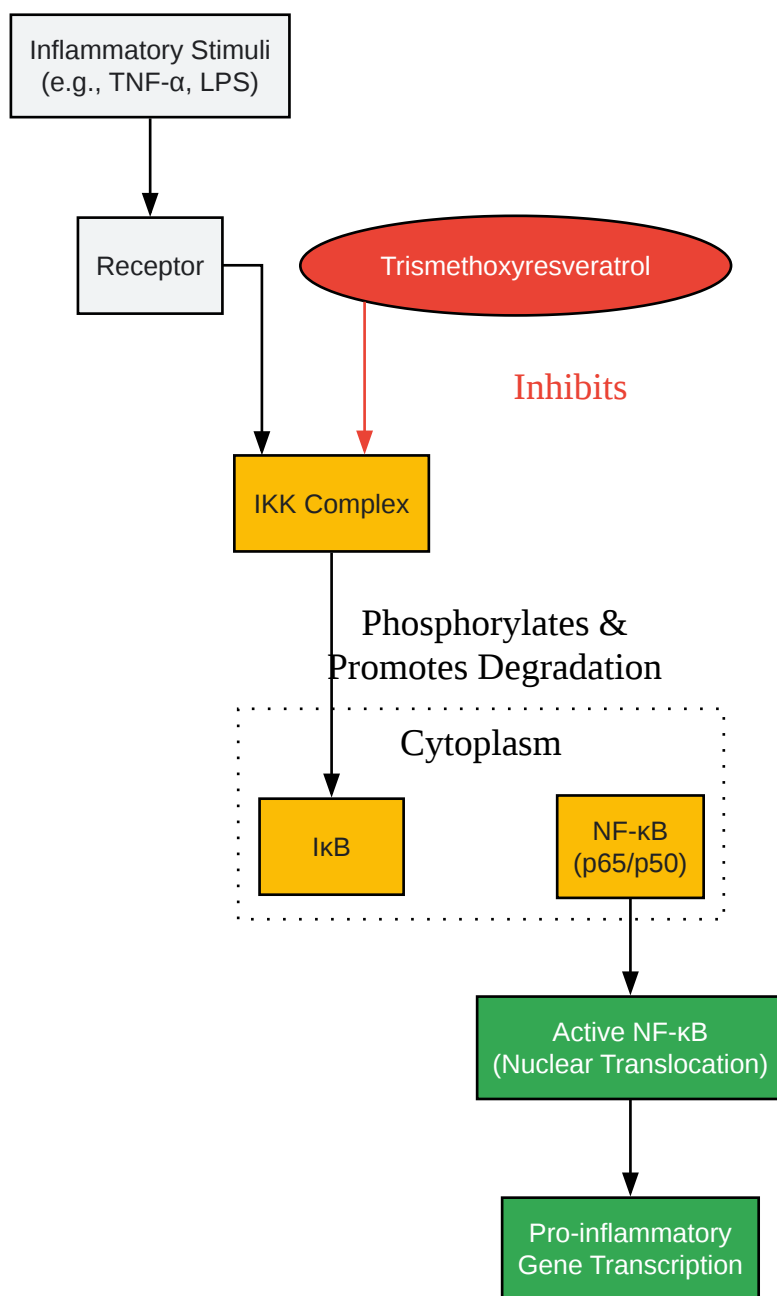 Inflammatory Stimuli
(e.g., TNF-α, LPS)
Receptor
Trismethoxyresveratrol
Inhibits
IKK Complex
Phosphorylates &
Promotes Degradation
Cytoplasm
IκB
NF-κB
(p65/p50)
Active NF-κB
(Nuclear Translocation)
Pro-inflammatory
Gene Transcription